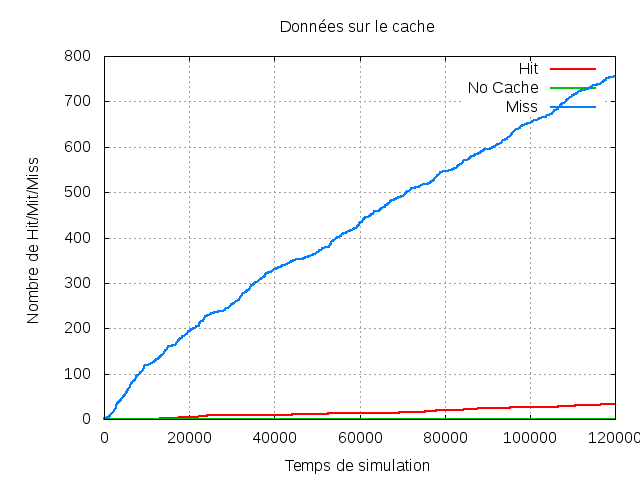 Données sur le cache
Nombre de Hit/Mit/Miss
800
700
600
500
400
300
200
100
0
Hit
No Cache
Miss
0 20000 40000 60000 80000 100000 120000
Temps de simulation